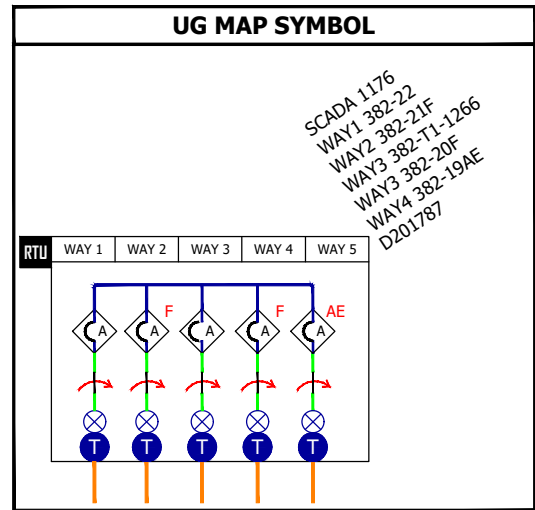 UG MAP SYMBOL
SCADA 1176
WAY1 382-22
WAY2 382-21F
WAY3 382-T1-1266
WAY3 382-20F
WAY4 382-19AE
D201787
RTU WAY 1 WAY 2 WAY 3 WAY 4 WAY 5
F F AE
A A A A A
T T T T T